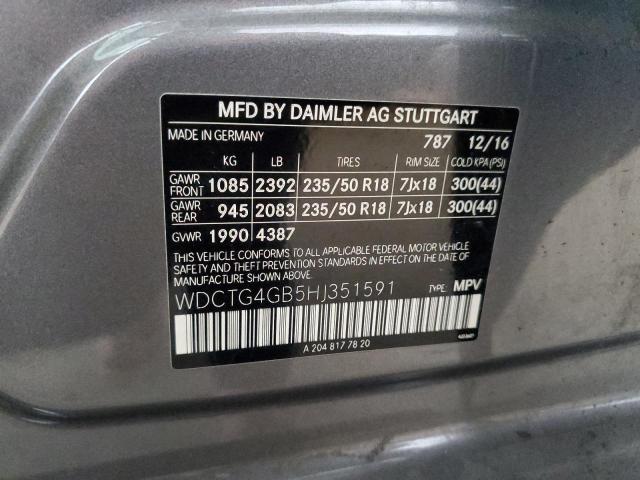 MFD BY DAIMLER AG STUTTGART
MADE IN GERMANY 787 12/16
KG LB TIRES RIM SIZE COLD KPA (PSI)
GAWR FRONT 1085 2392 235/50 R18 7Jx18 300(44)
GAWR REAR 945 2083 235/50 R18 7Jx18 300(44)
GWR 1990 4387
THIS VEHICLE CONFORMS TO ALL APPLICABLE FEDERAL MOTOR VEHICLE
SAFETY, BUMPER, AND THEFT PREVENTION STANDARDS IN EFFECT ON THE DATE OF
MANUFACTURE SHOWN ABOVE.
WDCTG4GB5HJ351591 TYPE: MPV
A 204 817 78 20